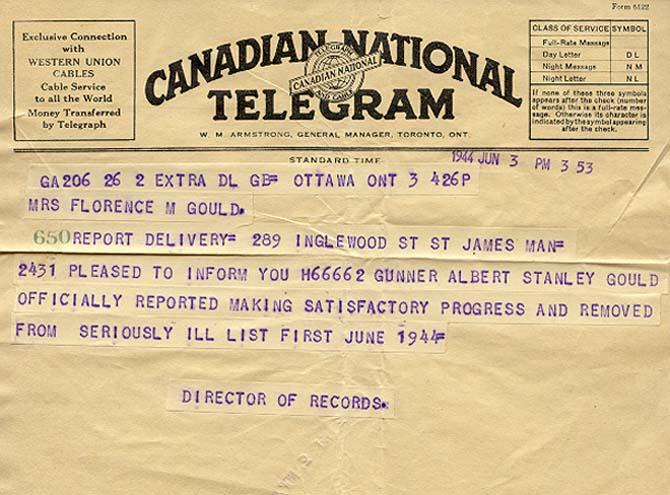 Form 6122
Exclusive Connection
with
WESTERN UNION
CABLES
Cable Service
to all the World
Money Transferred
by Telegraph
CANADIAN NATIONAL
TELEGRAPH
CANADIAN NATIONAL
TELEGRAM
W. M. ARMSTRONG, GENERAL MANAGER, TORONTO, ONT.
CLASS OF SERVICE SYMBOL
Full-Rate Message
Day Letter D L
Night Message N M
Night Letter N L
If none of these three symbols
appears after the check (number
of words) this is a full-rate mes-
sage. Otherwise its character is
indicated by the symbol appearing
after the check.
STANDARD TIME
1944 JUN 3 PM 3 53
GA206 26 2 EXTRA DL GB= OTTAWA ONT 3 426P
MRS FLORENCE M GOULD.
650 REPORT DELIVERY= 289 INGLEWOOD ST ST JAMES MAN=
2431 PLEASED TO INFORM YOU H66662 GUNNER ALBERT STANLEY GOULD
OFFICIALLY REPORTED MAKING SATISFACTORY PROGRESS AND REMOVED
FROM SERIOUSLY ILL LIST FIRST JUNE 1944=
DIRECTOR OF RECORDS.